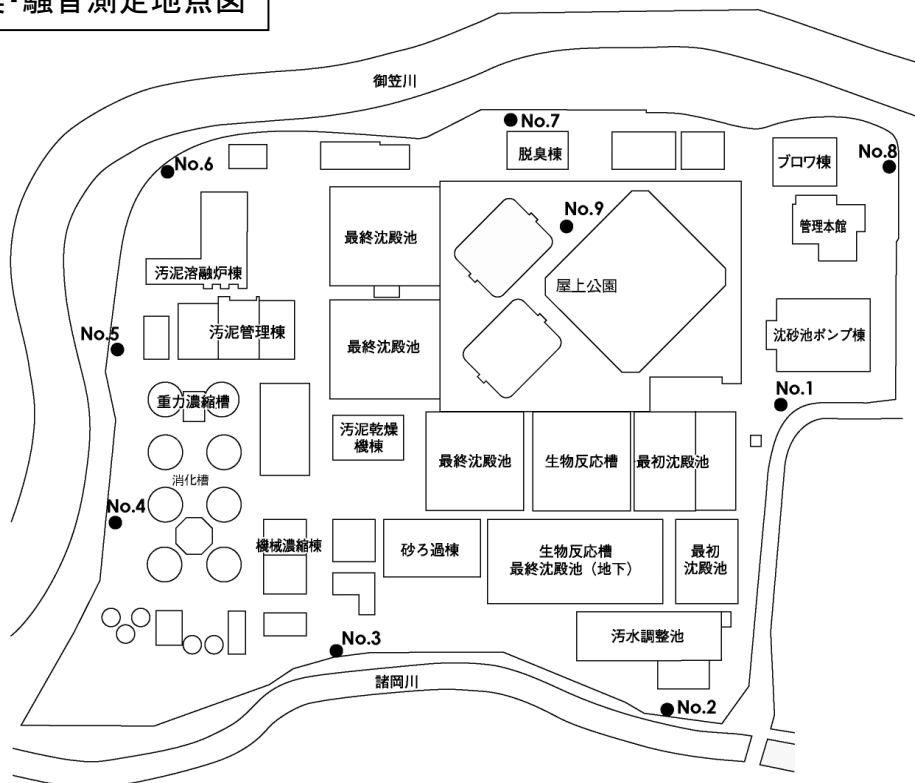 騒音測定地点図
御笠川
No.7
脱臭棟
No.6
No.8
ブロワ棟
No.9
管理本館
最終沈殿池
汚泥溶融炉棟
屋上公園
No.5
汚泥管理棟
最終沈殿池
沈砂池ポンプ棟
No.1
重力濃縮槽
汚泥乾燥
機棟
最終沈殿池
生物反応槽
最初沈殿池
消化槽
No.4
機械濃縮棟
砂ろ過棟
生物反応槽
最終沈殿池（地下）
最初
沈殿池
No.3
汚水調整池
諸岡川
No.2